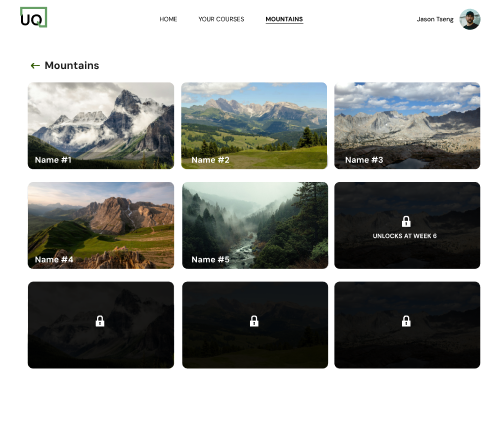 UQ
HOME
YOUR COURSES
MOUNTAINS
Jason Tseng
Mountains
Name #1
Name #2
Name #3
Name #4
Name #5
UNLOCKS AT WEEK 6